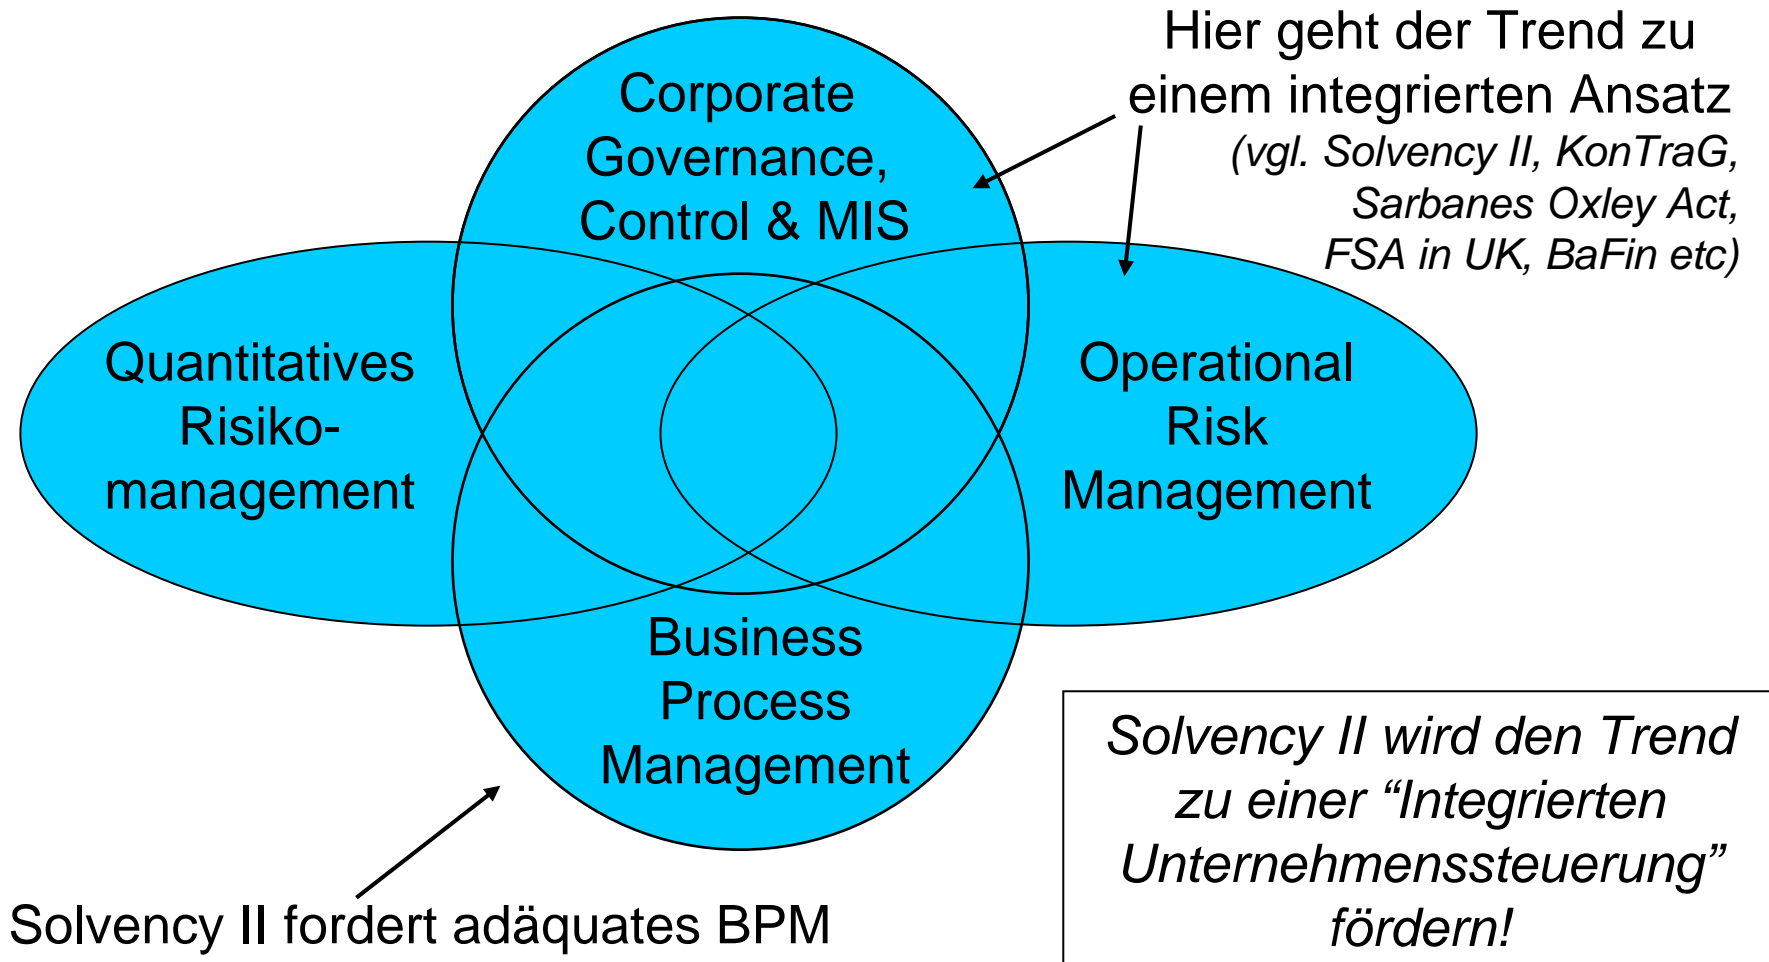 Hier geht der Trend zu
einem integrierten Ansatz
(vgl. Solvency II, KonTraG,
Sarbanes Oxley Act,
FSA in UK, BaFin etc)
Corporate
Governance,
Control & MIS
Quantitatives
Risiko-
management
Operational
Risk
Management
Business
Process
Management
Solvency II fordert adäquates BPM
Solvency II wird den Trend
zu einer “Integrierten
Unternehmenssteuerung”
fördern!